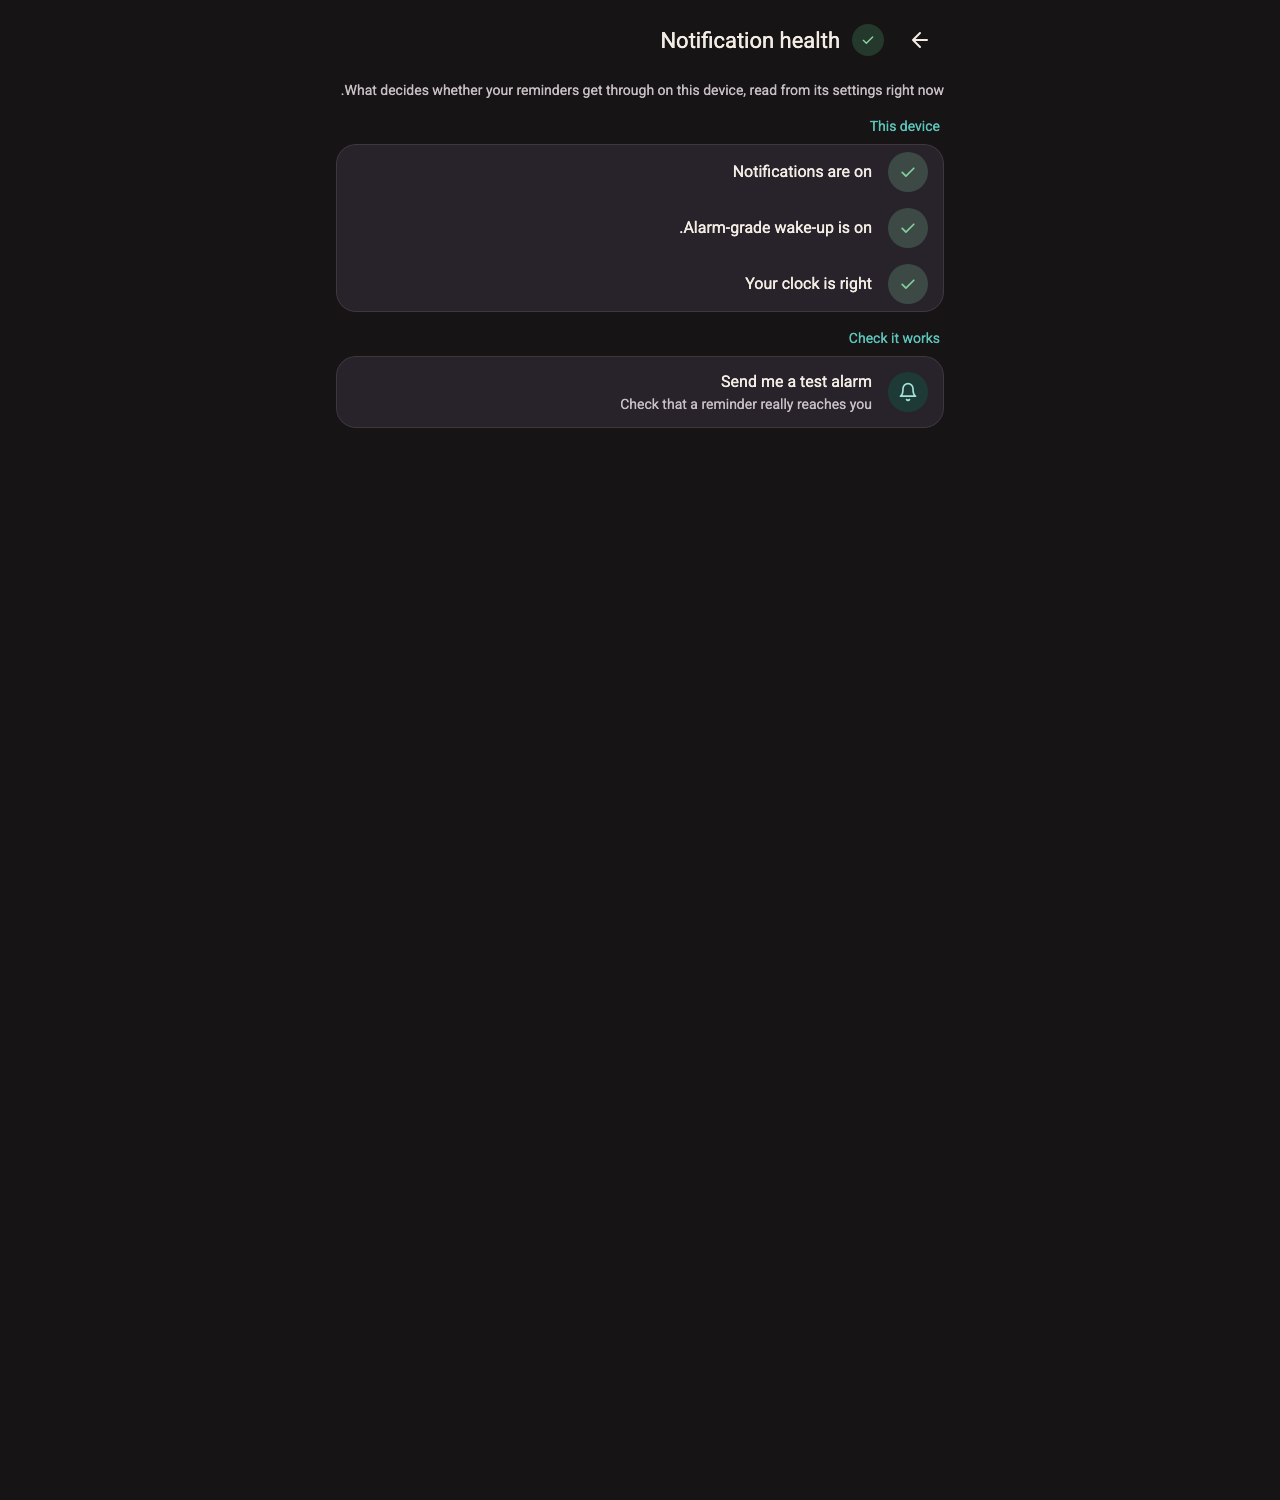 Notification health
.What decides whether your reminders get through on this device, read from its settings right now
This device
Notifications are on
.Alarm-grade wake-up is on
Your clock is right
Check it works
Send me a test alarm
Check that a reminder really reaches you